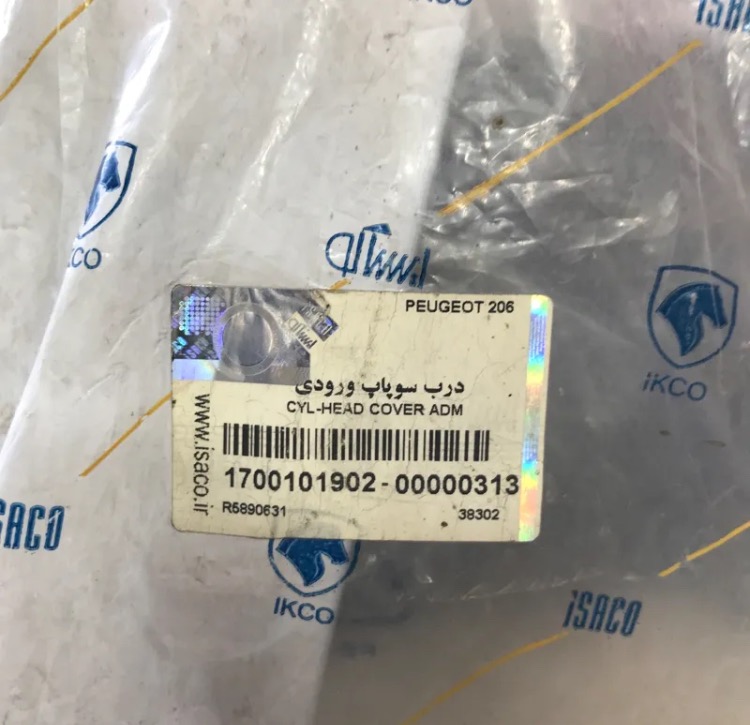 iSACO
iKCO
ایساکو
PEUGEOT 206
ایساکو
iKCO
درب سوپاپ ورودی
CYL-HEAD COVER ADM
www.isaco.ir
1700101902-00000313
R5890631
38302
iSACO
iKCO
iSACO